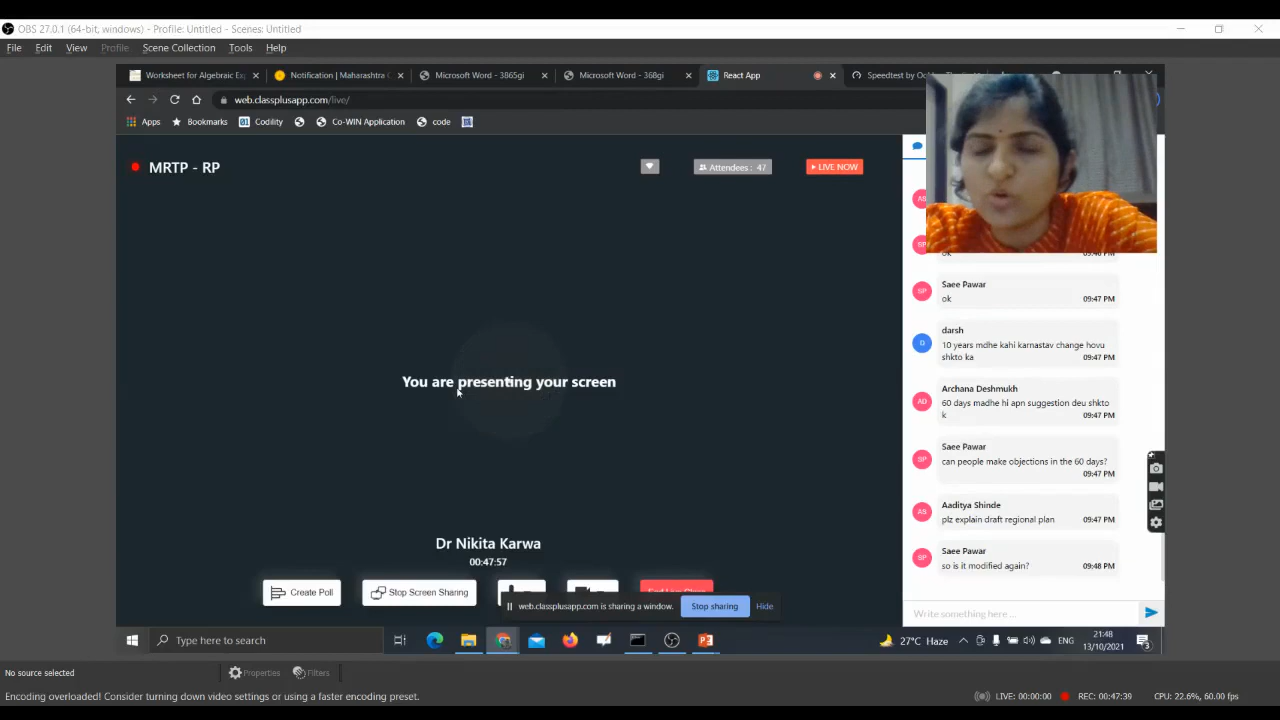 OBS 27.0.1 (64-bit, windows) - Profile: Untitled - Scenes: Untitled
File Edit View Profile Scene Collection Tools Help
Worksheet for Algebraic Ex
Notification | Maharashtra
Microsoft Word - 3865gi
Microsoft Word - 368gi
React App
Speedtest by
web.classplusapp.com/live/
Apps Bookmarks Codility Co-WIN Application code
MRTP - RP
Attendees : 47
LIVE NOW
You are presenting your screen
Dr Nikita Karwa
00:47:57
Create Poll
Stop Screen Sharing
web.classplusapp.com is sharing a window.
Stop sharing
Hide
ok
Saee Pawar
ok
09:47 PM
darsh
10 years mdhe kahi karnastav change hovu
shkto ka
09:47 PM
Archana Deshmukh
60 days madhe hi apn suggestion deu shkto
k
09:47 PM
Saee Pawar
can people make objections in the 60 days?
09:47 PM
Aaditya Shinde
plz explain draft regional plan
09:47 PM
Saee Pawar
so is it modified again?
09:48 PM
Write something here ...
Type here to search
27°C Haze
ENG
21:48
13/10/2021
3
No source selected
Properties
Filters
Encoding overloaded! Consider turning down video settings or using a faster encoding preset.
LIVE: 00:00:00
REC: 00:47:39
CPU: 22.6%, 60.00 fps